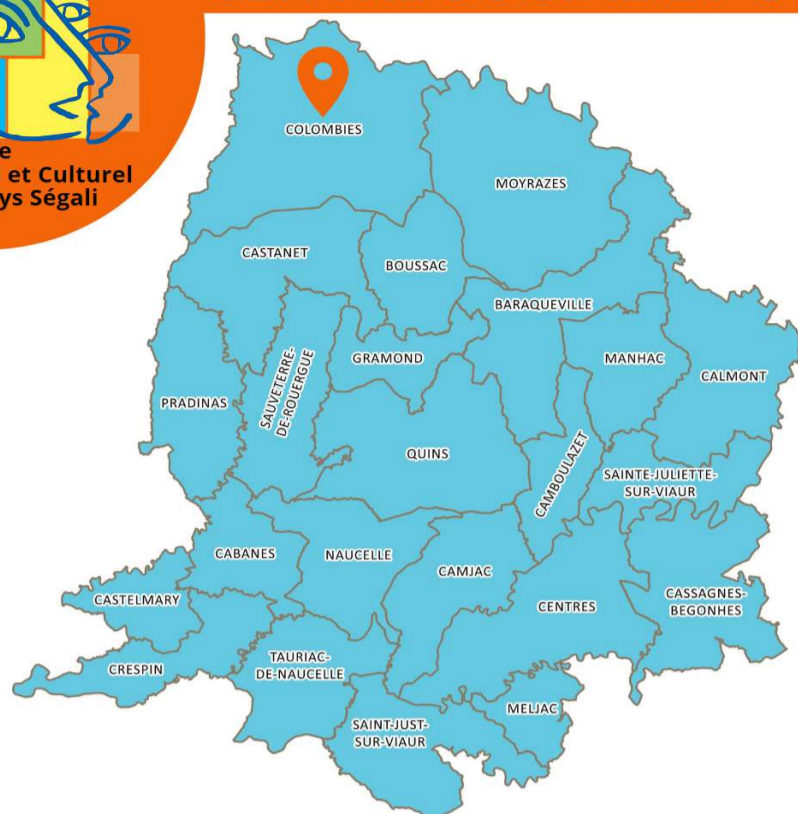 e
et Culturel
ys Ségali
COLOMBIES
MOYRAZES
CASTANET
BOUSSAC
BARAQUEVILLE
GRAMOND
MANHAC
CALMONT
SAUVETERRE-
DE-ROUERGUE
PRADINAS
QUINS
CAMBOULAZET
SAINTE-JULIETTE-
SUR-VIAUR
CABANES
NAUCELLE
CAMJAC
CASTELMARY
CENTRES
CASSAGNES-
BEGONHES
CRESPIN
TAURIAC-
DE-NAUCELLE
MELJAC
SAINT-JUST-
SUR-VIAUR